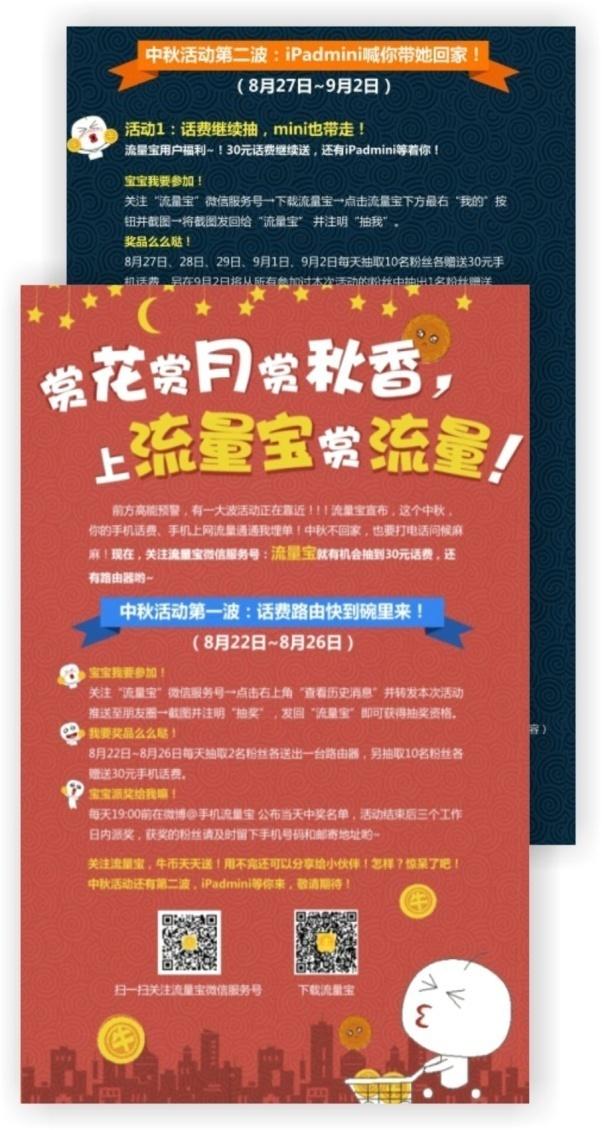 中秋活动第二波：iPadmini喊你带她回家！
（8月27日~9月2日）
活动1：话费继续抽，mini也带走！
流量宝用户福利~！30元话费继续送，还有iPadmini等着你！
宝宝我要参加！
关注“流量宝”微信服务号→下载流量宝→点击流量宝下方最右“我的”按
钮并截图→将截图发回给“流量宝” 并注明“抽我”。
奖品么么哒！
8月27日、28日、29日、9月1日、9月2日每天抽取10名粉丝各赠送30元手
机话费，另在9月2日将从所有参加过本次活动的粉丝中抽出1名粉丝赠送
容）
赏花赏月赏秋香，
上流量宝赏流量！
前方高能预警，有一大波活动正在靠近！！！流量宝宣布，这个中秋，
你的手机话费、手机上网流量通通我埋单！中秋不回家，也要打电话问候麻
麻！现在，关注流量宝微信服务号：流量宝就有机会抽到30元话费，还
有路由器哟~
中秋活动第一波：话费路由快到碗里来！
（8月22日~8月26日）
宝宝我要参加！
关注“流量宝”微信服务号→点击右上角“查看历史消息”并转发本次活动
推送至朋友圈→截图并注明“抽奖”，发回“流量宝”即可获得抽奖资格。
我要奖品么么哒！
8月22日~8月26日每天抽取2名粉丝各送出一台路由器，另抽取10名粉丝各
赠送30元手机话费。
宝宝派奖给我嘛！
每天19:00前在微博@手机流量宝 公布当天中奖名单，活动结束后三个工作
日内派奖，获奖的粉丝请及时留下手机号码和邮寄地址哟~
关注流量宝，牛币天天送！用不完还可以分享给小伙伴！怎样？惊呆了吧！
中秋活动还有第二波，iPadmini等你来，敬请期待！
扫一扫关注流量宝微信服务号
下载流量宝
牛
牛